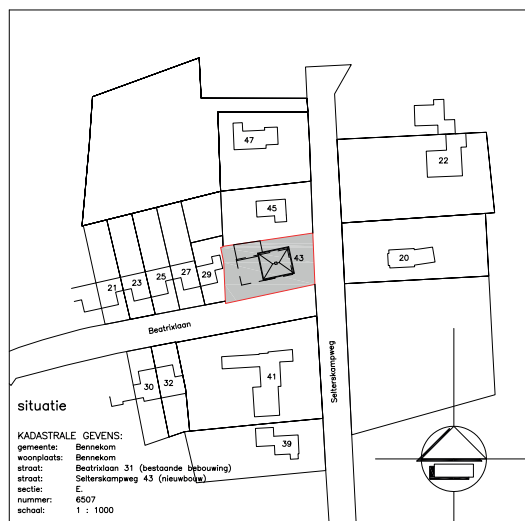 47
22
45
43
20
21
23
25
27
29
Beatrixlaan
Selterskampweg
30
32
41
39
situatie
KADASTRALE GEVENS:
gemeente: Bennekom
woonplaats: Bennekom
straat: Beatrixlaan 31 (bestaande bebouwing)
straat: Selterskampweg 43 (nieuwbouw)
sectie: E.
nummer: 6507
schaal: 1 : 1000